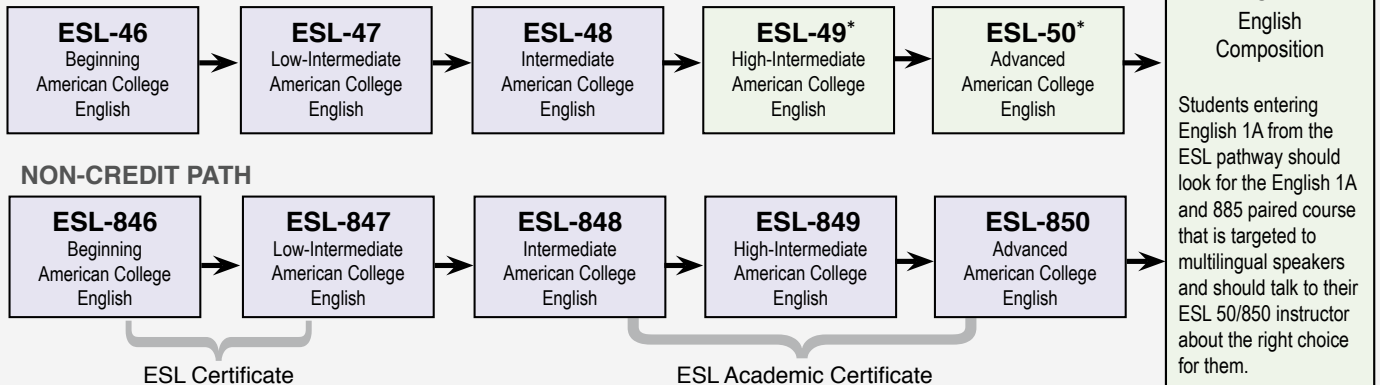 ESL-46
Beginning
American College
English
ESL-47
Low-Intermediate
American College
English
ESL-48
Intermediate
American College
English
ESL-49*
High-Intermediate
American College
English
ESL-50*
Advanced
American College
English
NON-CREDIT PATH
ESL-846
Beginning
American College
English
ESL-847
Low-Intermediate
American College
English
ESL-848
Intermediate
American College
English
ESL-849
High-Intermediate
American College
English
ESL-850
Advanced
American College
English
ESL Certificate
ESL Academic Certificate
English
Composition
Students entering
English 1A from the
ESL pathway should
look for the English 1A
and 885 paired course
that is targeted to
multilingual speakers
and should talk to their
ESL 50/850 instructor
about the right choice
for them.